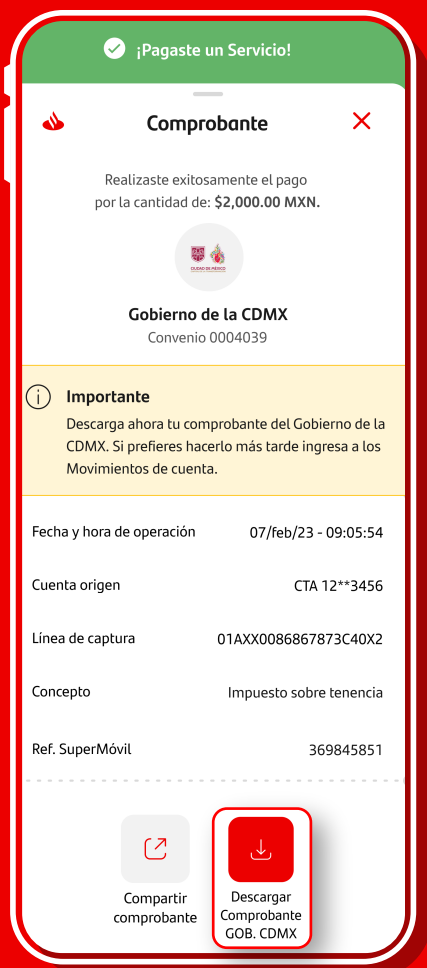 ¡Pagaste un Servicio!
Comprobante
Realizaste exitosamente el pago
por la cantidad de: $2,000.00 MXN.
CIUDAD DE MÉXICO
Gobierno de la CDMX
Convenio 0004039
Importante
Descarga ahora tu comprobante del Gobierno de la
CDMX. Si prefieres hacerlo más tarde ingresa a los
Movimientos de cuenta.
Fecha y hora de operación 07/feb/23 - 09:05:54
Cuenta origen CTA 12**3456
Línea de captura 01AXX0086867873C40X2
Concepto Impuesto sobre tenencia
Ref. SuperMóvil 369845851
Compartir
comprobante
Descargar
Comprobante
GOB. CDMX